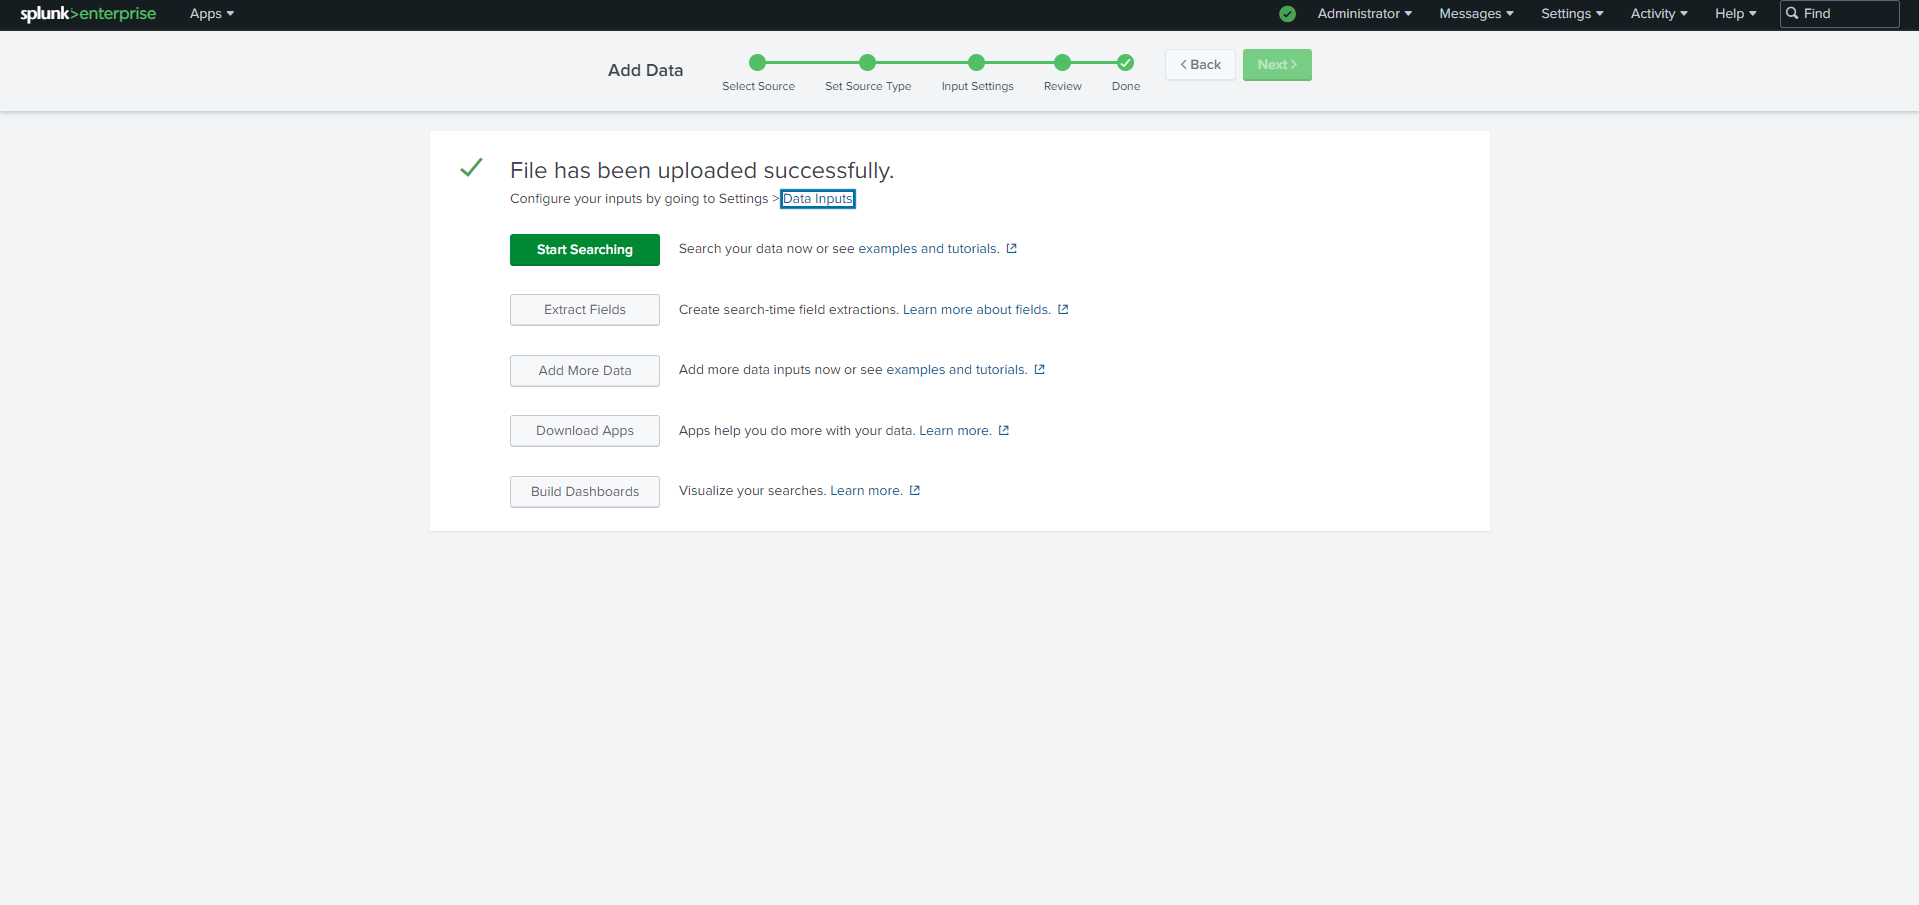 splunk>enterprise Apps Administrator Messages Settings Activity Help Find
Add Data
Select Source Set Source Type Input Settings Review Done
< Back Next >
File has been uploaded successfully.
Configure your inputs by going to Settings > Data Inputs
Start Searching Search your data now or see examples and tutorials.
Extract Fields Create search-time field extractions. Learn more about fields.
Add More Data Add more data inputs now or see examples and tutorials.
Download Apps Apps help you do more with your data. Learn more.
Build Dashboards Visualize your searches. Learn more.